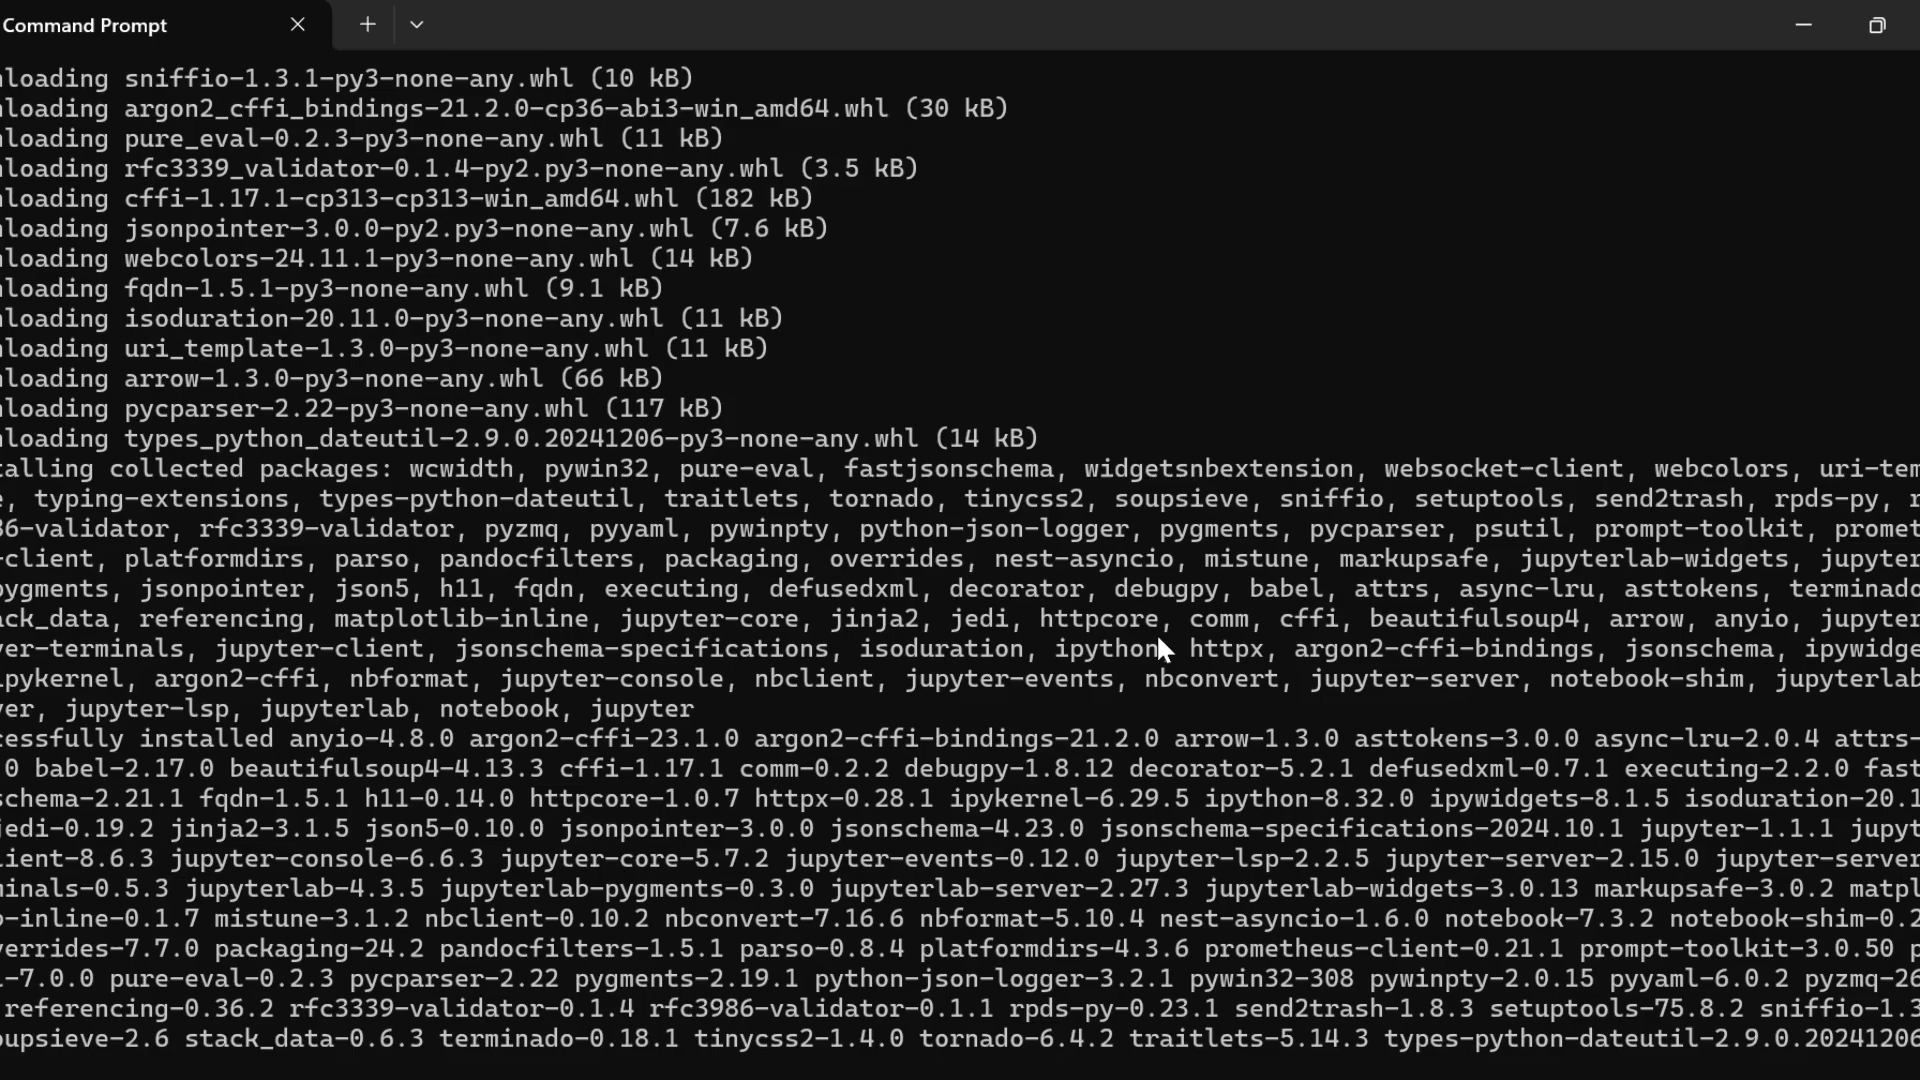 Command Prompt
loading sniffio-1.3.1-py3-none-any.whl (10 kB)
loading argon2_cffi_bindings-21.2.0-cp36-abi3-win_amd64.whl (30 kB)
loading pure_eval-0.2.3-py3-none-any.whl (11 kB)
loading rfc3339_validator-0.1.4-py2.py3-none-any.whl (3.5 kB)
loading cffi-1.17.1-cp313-cp313-win_amd64.whl (182 kB)
loading jsonpointer-3.0.0-py2.py3-none-any.whl (7.6 kB)
loading webcolors-24.11.1-py3-none-any.whl (14 kB)
loading fqdn-1.5.1-py3-none-any.whl (9.1 kB)
loading isoduration-20.11.0-py3-none-any.whl (11 kB)
loading uri_template-1.3.0-py3-none-any.whl (11 kB)
loading arrow-1.3.0-py3-none-any.whl (66 kB)
loading pycparser-2.22-py3-none-any.whl (117 kB)
loading types_python_dateutil-2.9.0.20241206-py3-none-any.whl (14 kB)
alling collected packages: wcwidth, pywin32, pure-eval, fastjsonschema, widgetsnbextension, websocket-client, webcolors, uri-tem
e, typing-extensions, types-python-dateutil, traitlets, tornado, tinycss2, soupsieve, sniffio, setuptools, send2trash, rpds-py, r
86-validator, rfc3339-validator, pyzmq, pyyaml, pywinpty, python-json-logger, pygments, pycparser, psutil, prompt-toolkit, promet
-client, platformdirs, parso, pandocfilters, packaging, overrides, nest-asyncio, mistune, markupsafe, jupyterlab-widgets, jupyter
ygments, jsonpointer, json5, h11, fqdn, executing, defusedxml, decorator, debugpy, babel, attrs, async-lru, asttokens, terminado
ck_data, referencing, matplotlib-inline, jupyter-core, jinja2, jedi, httpcore, comm, cffi, beautifulsoup4, arrow, anyio, jupyter
er-terminals, jupyter-client, jsonschema-specifications, isoduration, ipython, httpx, argon2-cffi-bindings, jsonschema, ipywidge
pykernel, argon2-cffi, nbformat, jupyter-console, nbclient, jupyter-events, nbconvert, jupyter-server, notebook-shim, jupyterlab
er, jupyter-lsp, jupyterlab, notebook, jupyter
essfully installed anyio-4.8.0 argon2-cffi-23.1.0 argon2-cffi-bindings-21.2.0 arrow-1.3.0 asttokens-3.0.0 async-lru-2.0.4 attrs-
0 babel-2.17.0 beautifulsoup4-4.13.3 cffi-1.17.1 comm-0.2.2 debugpy-1.8.12 decorator-5.2.1 defusedxml-0.7.1 executing-2.2.0 fast
schema-2.21.1 fqdn-1.5.1 h11-0.14.0 httpcore-1.0.7 httpx-0.28.1 ipykernel-6.29.5 ipython-8.32.0 ipywidgets-8.1.5 isoduration-20.1
jedi-0.19.2 jinja2-3.1.5 json5-0.10.0 jsonpointer-3.0.0 jsonschema-4.23.0 jsonschema-specifications-2024.10.1 jupyter-1.1.1 jupyt
ient-8.6.3 jupyter-console-6.6.3 jupyter-core-5.7.2 jupyter-events-0.12.0 jupyter-lsp-2.2.5 jupyter-server-2.15.0 jupyter-server
inals-0.5.3 jupyterlab-4.3.5 jupyterlab-pygments-0.3.0 jupyterlab-server-2.27.3 jupyterlab-widgets-3.0.13 markupsafe-3.0.2 matpl
-inline-0.1.7 mistune-3.1.2 nbclient-0.10.2 nbconvert-7.16.6 nbformat-5.10.4 nest-asyncio-1.6.0 notebook-7.3.2 notebook-shim-0.2
errides-7.7.0 packaging-24.2 pandocfilters-1.5.1 parso-0.8.4 platformdirs-4.3.6 prometheus-client-0.21.1 prompt-toolkit-3.0.50 p
-7.0.0 pure-eval-0.2.3 pycparser-2.22 pygments-2.19.1 python-json-logger-3.2.1 pywin32-308 pywinpty-2.0.15 pyyaml-6.0.2 pyzmq-26
referencing-0.36.2 rfc3339-validator-0.1.4 rfc3986-validator-0.1.1 rpds-py-0.23.1 send2trash-1.8.3 setuptools-75.8.2 sniffio-1.3
upsieve-2.6 stack_data-0.6.3 terminado-0.18.1 tinycss2-1.4.0 tornado-6.4.2 traitlets-5.14.3 types-python-dateutil-2.9.0.20241206